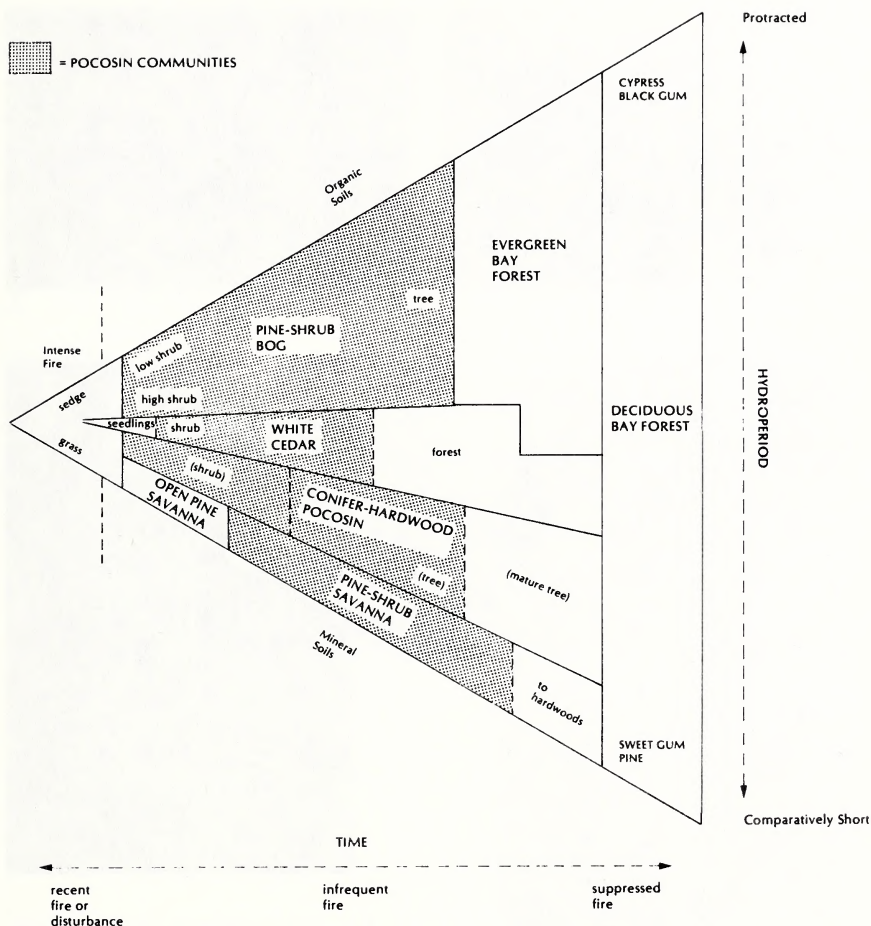 Protracted
= POCOSIN COMMUNITIES
CYPRESS
BLACK GUM
Organic
Soils
EVERGREEN
BAY
FOREST
tree
PINE-SHRUB
BOG
Intense
Fire
low shrub
sedge
high shrub
HYDROPERIOD
DECIDUOUS
BAY FOREST
seedlings
shrub
WHITE
CEDAR
forest
grass
(shrub)
OPEN PINE
SAVANNA
CONIFER-HARDWOOD
POCOSIN
(tree)
(mature tree)
PINE-SHRUB
SAVANNA
Mineral
Soils
to
hardwoods
SWEET GUM
PINE
Comparatively Short
TIME
recent
fire or
disturbance
infrequent
fire
suppressed
fire